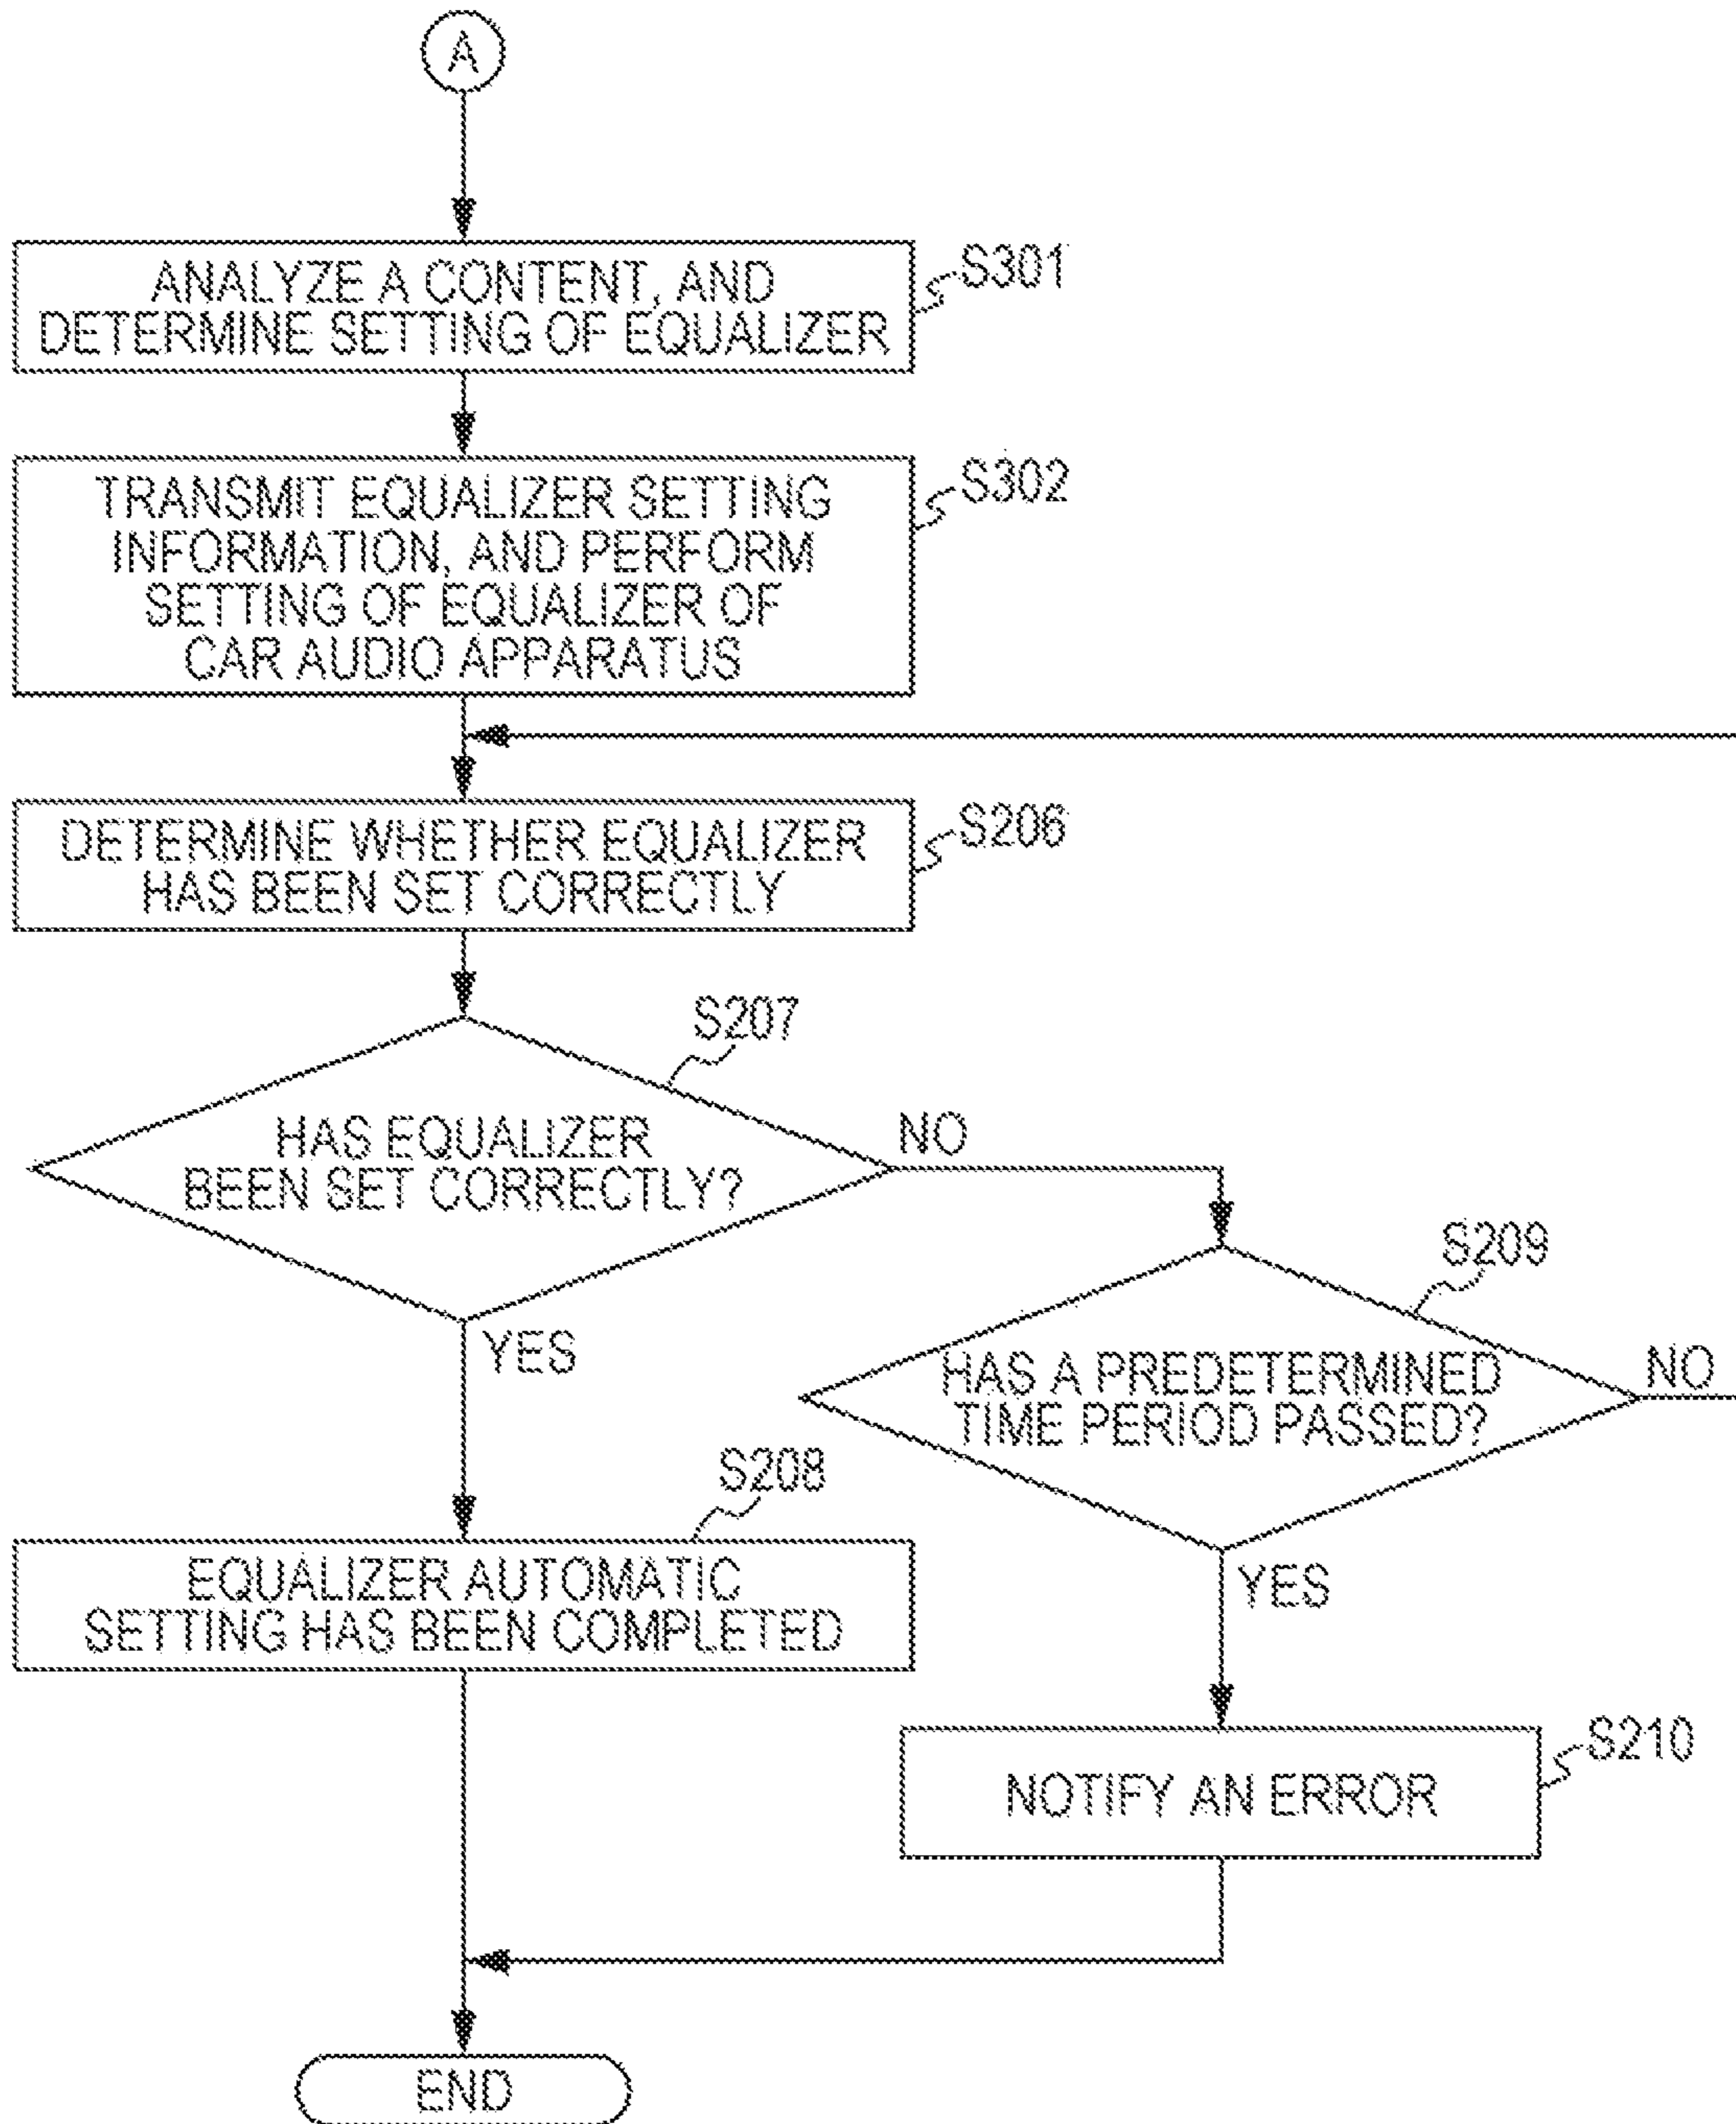 A
ANALYZE A CONTENT, AND
DETERMINE SETTING OF EQUALIZER
S301
TRANSMIT EQUALIZER SETTING
INFORMATION, AND PERFORM
SETTING OF EQUALIZER OF
CAR AUDIO APPARATUS
S302
DETERMINE WHETHER EQUALIZER
HAS BEEN SET CORRECTLY
S206
S207
HAS EQUALIZER
BEEN SET CORRECTLY?
NO
YES
S209
HAS A PREDETERMINED
TIME PERIOD PASSED?
NO
YES
S208
EQUALIZER AUTOMATIC
SETTING HAS BEEN COMPLETED
NOTIFY AN ERROR
S210
END